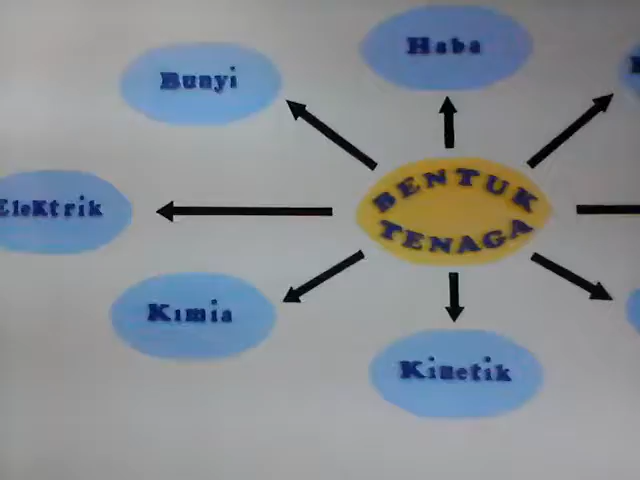 Haba
Bunyi
BENTUK
TENAGA
Elektrik
Kimia
Kinetik